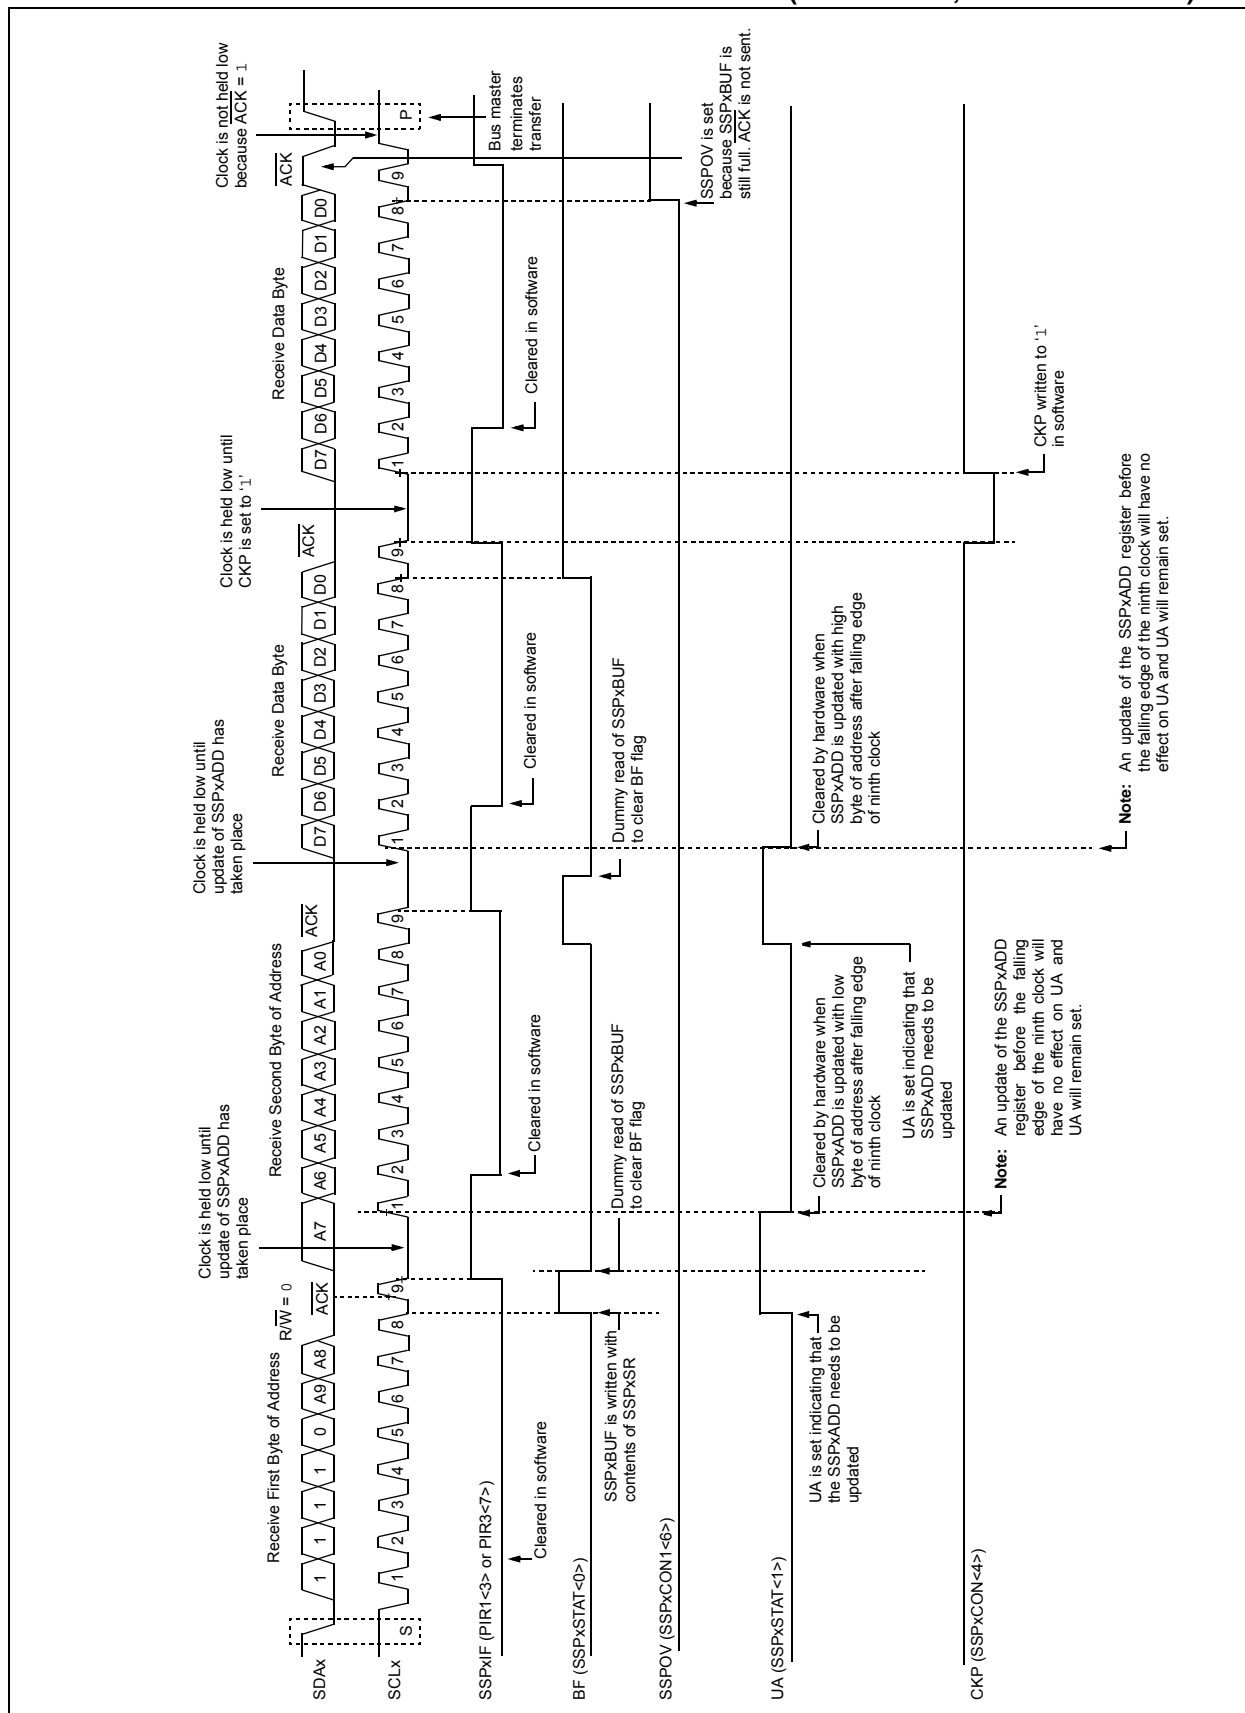 Receive First Byte of Address
R/W = 0
Receive Second Byte of Address
Receive Data Byte
Receive Data Byte
Clock is held low until
update of SSPxADD has
taken place
Clock is held low until
update of SSPxADD has
taken place
Clock is held low until
CKP is set to ‘1’
Clock is not held low
because ACK = 1
SDAx
1 1 1 1 0 A9 A8 ACK A7 A6 A5 A4 A3 A2 A1 A0 ACK D7 D6 D5 D4 D3 D2 D1 D0 ACK D7 D6 D5 D4 D3 D2 D1 D0 ACK
SCLx
S 1 2 3 4 5 6 7 8 9 1 2 3 4 5 6 7 8 9 1 2 3 4 5 6 7 8 9 1 2 3 4 5 6 7 8 9 P
Bus master
terminates
transfer
SSPxIF (PIR1<3> or PIR3<7>)
Cleared in software
Cleared in software
Cleared in software
Cleared in software
BF (SSPxSTAT<0>)
SSPxBUF is written with
contents of SSPxSR
Dummy read of SSPxBUF
to clear BF flag
Dummy read of SSPxBUF
to clear BF flag
SSPOV (SSPxCON1<6>)
SSPOV is set
because SSPxBUF is
still full. ACK is not sent.
UA (SSPxSTAT<1>)
UA is set indicating that
the SSPxADD needs to be
updated
Cleared by hardware when
SSPxADD is updated with low
byte of address after falling edge
of ninth clock
UA is set indicating that
SSPxADD needs to be
updated
Cleared by hardware when
SSPxADD is updated with high
byte of address after falling edge
of ninth clock
CKP (SSPxCON<4>)
Note: An update of the SSPxADD
register before the falling
edge of the ninth clock will
have no effect on UA and
UA will remain set.
Note: An update of the SSPxADD register before
the falling edge of the ninth clock will have no
effect on UA and UA will remain set.
CKP written to ‘1’
in software